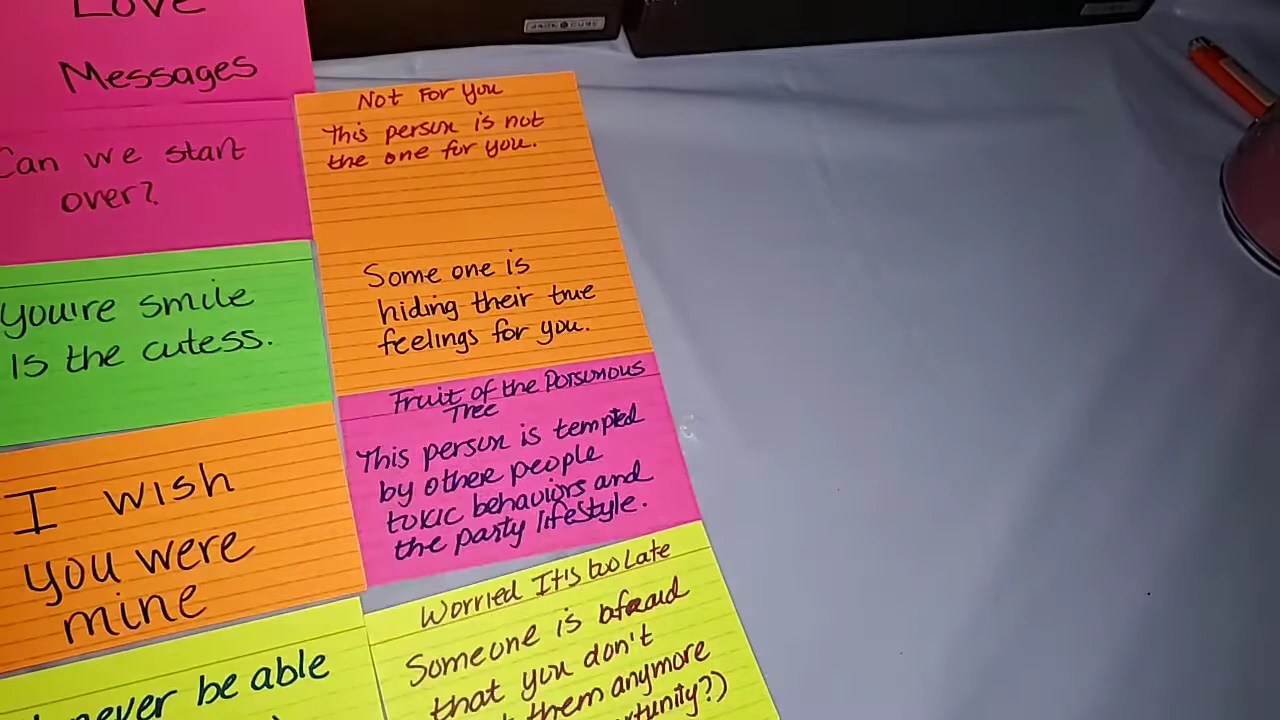 Love
Messages
Can we start
over?
you're smile
is the cutess.
I wish
you were
mine
never be able
JACK CUBE
Not For You
This person is not
the one for you.
Some one is
hiding their true
feelings for you.
Fruit of the Poisonous
Tree
This person is tempted
by other people
toxic behaviors and
the party lifestyle.
Worried It's too Late
Someone is afraid
that you don't
them anymore